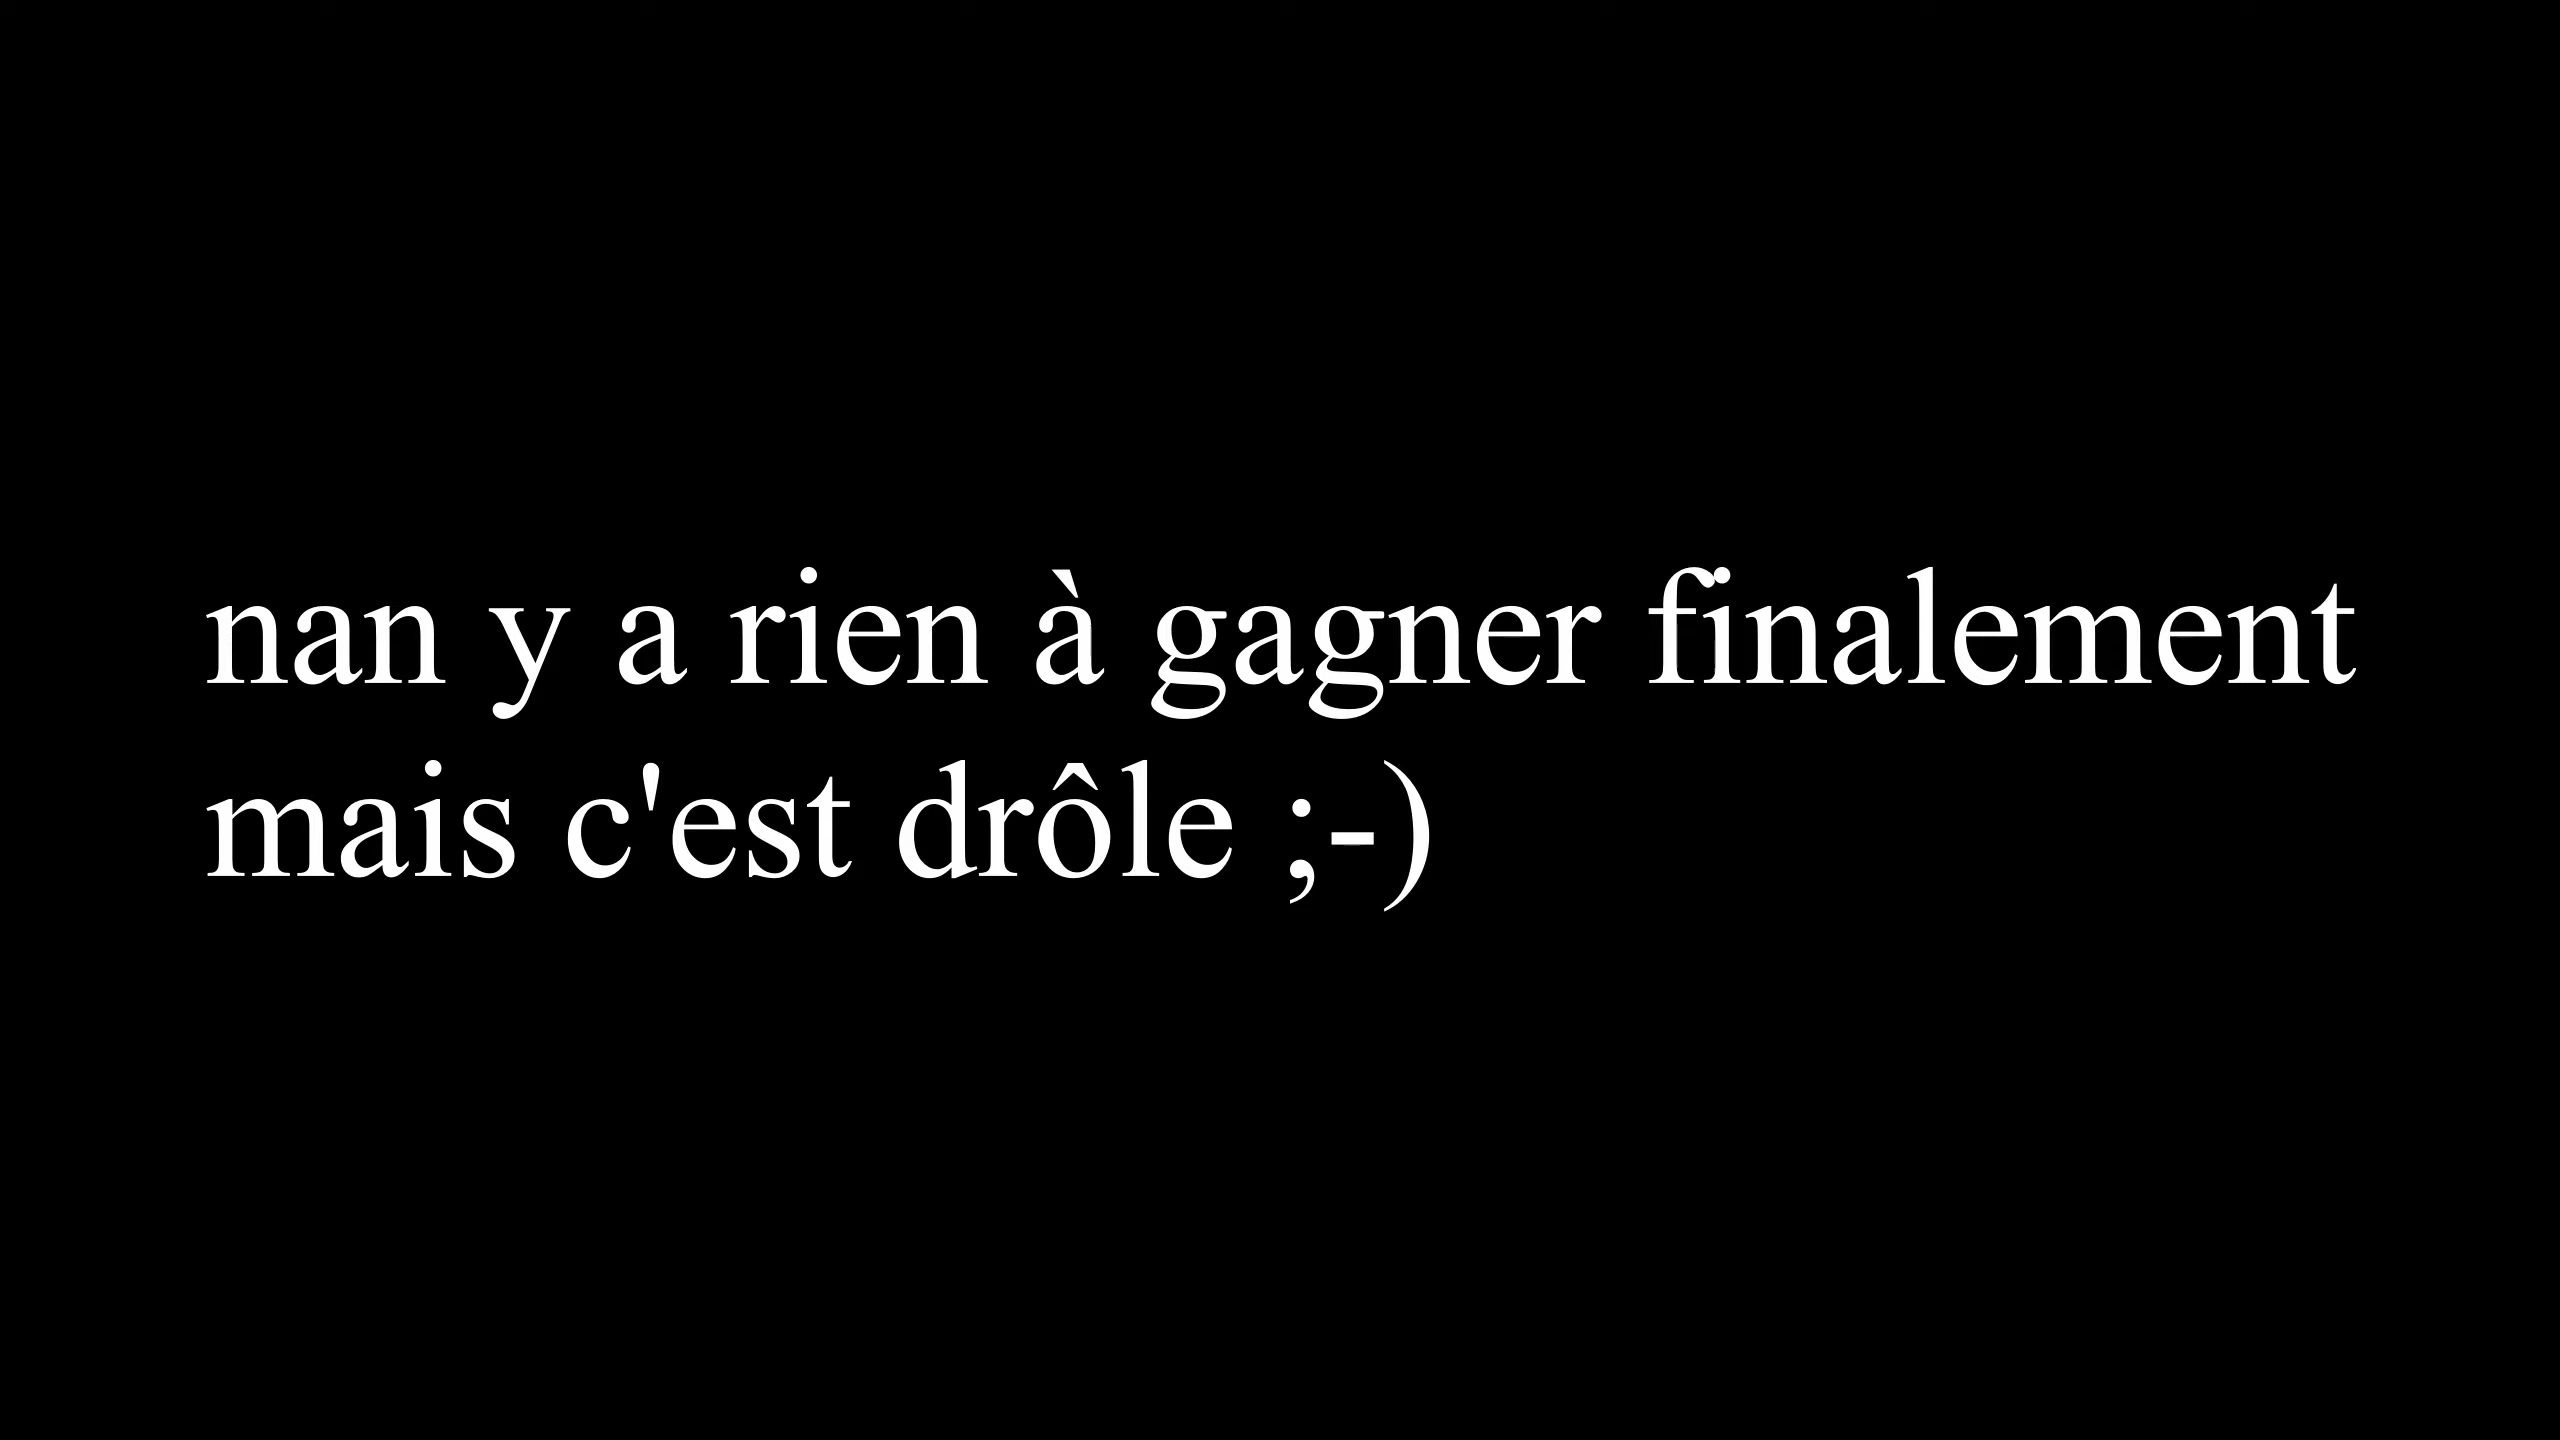 nan y a rien à gagner finalement
mais c'est drôle ;-)